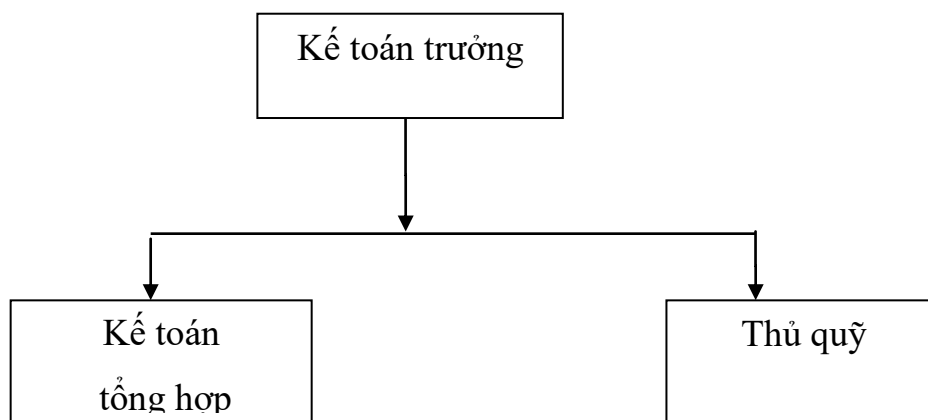 Kế toán trưởng
Kế toán
tổng hợp
Thủ quỹ